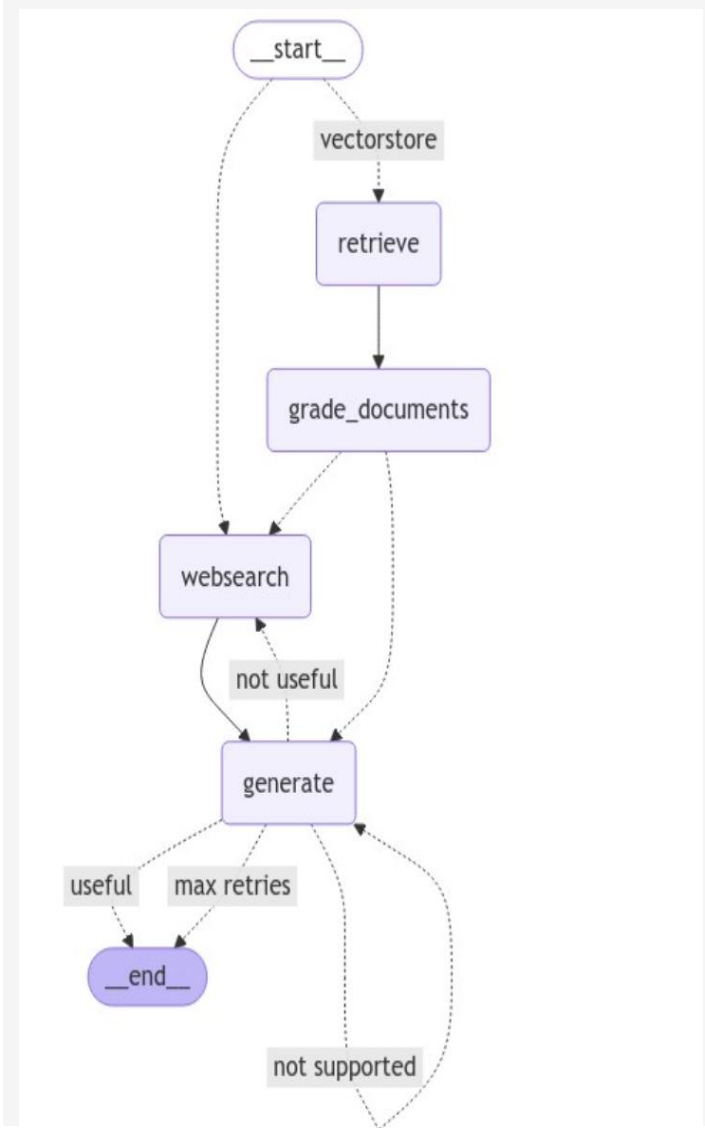 __start__
vectorstore
retrieve
grade_documents
websearch
not useful
generate
useful
max retries
__end__
not supported